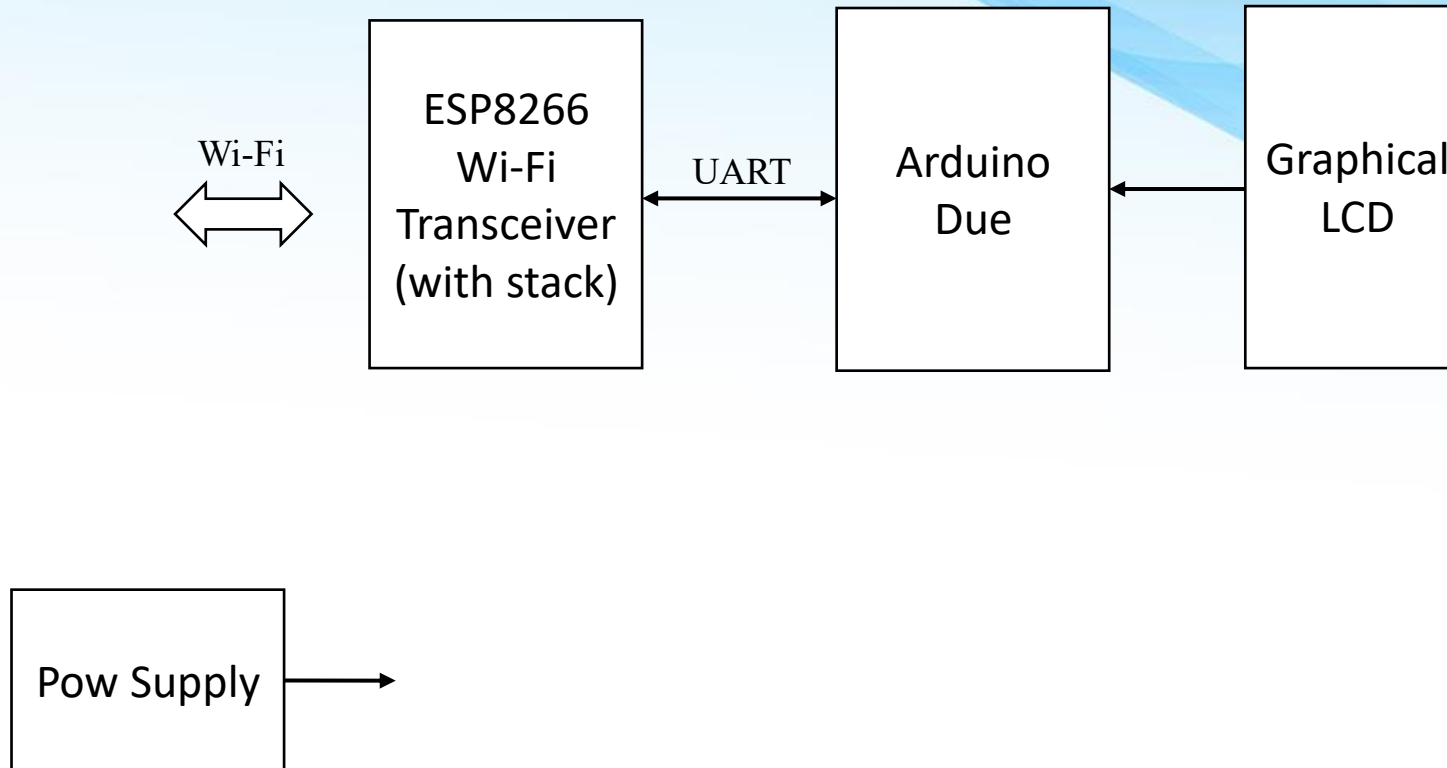 Wi-Fi
ESP8266
Wi-Fi
Transceiver
(with stack)
UART
Arduino
Due
Graphical
LCD
Pow Supply